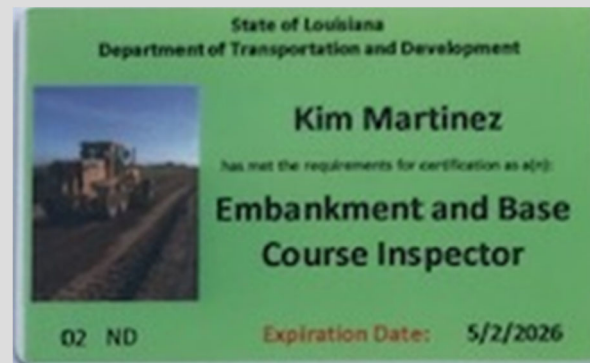 State of Louisiana
Department of Transportation and Development
Kim Martinez
has met the requirements for certification as a(n):
Embankment and Base
Course Inspector
02 ND Expiration Date: 5/2/2026